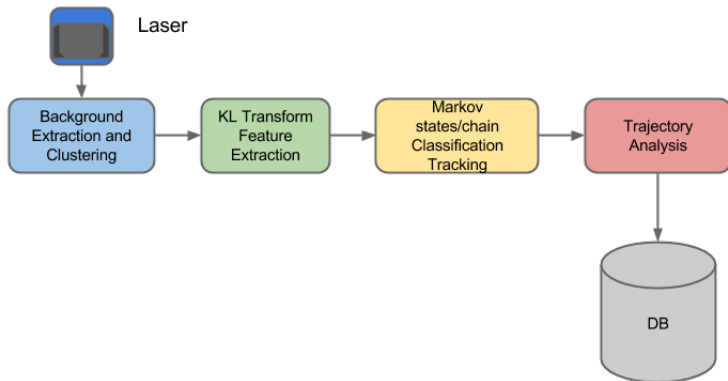 Laser
Background
Extraction and
Clustering
KL Transform
Feature
Extraction
Markov
states/chain
Classification
Tracking
Trajectory
Analysis
DB